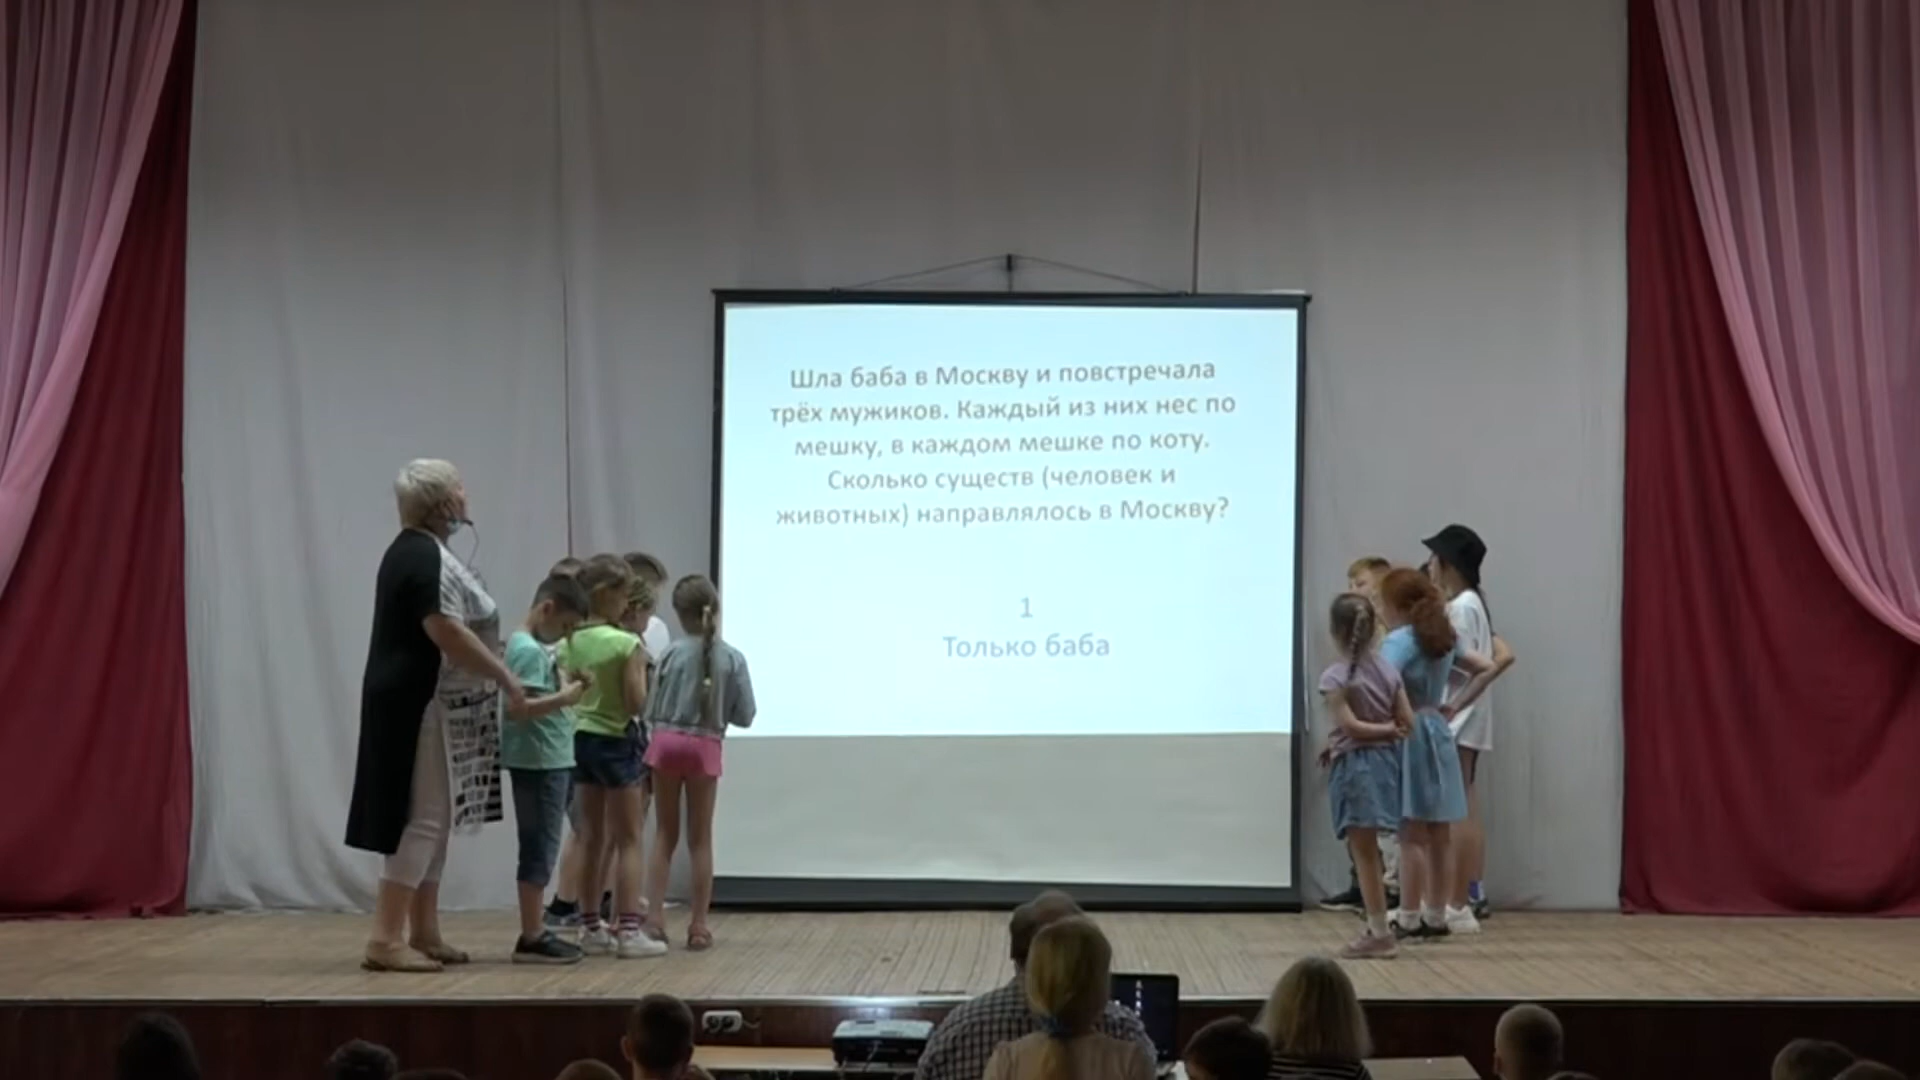 Шла баба в Москву и повстречала
трёх мужиков. Каждый из них нес по
мешку, в каждом мешке по коту.
Сколько существ (человек и
животных) направлялось в Москву?
1
Только баба